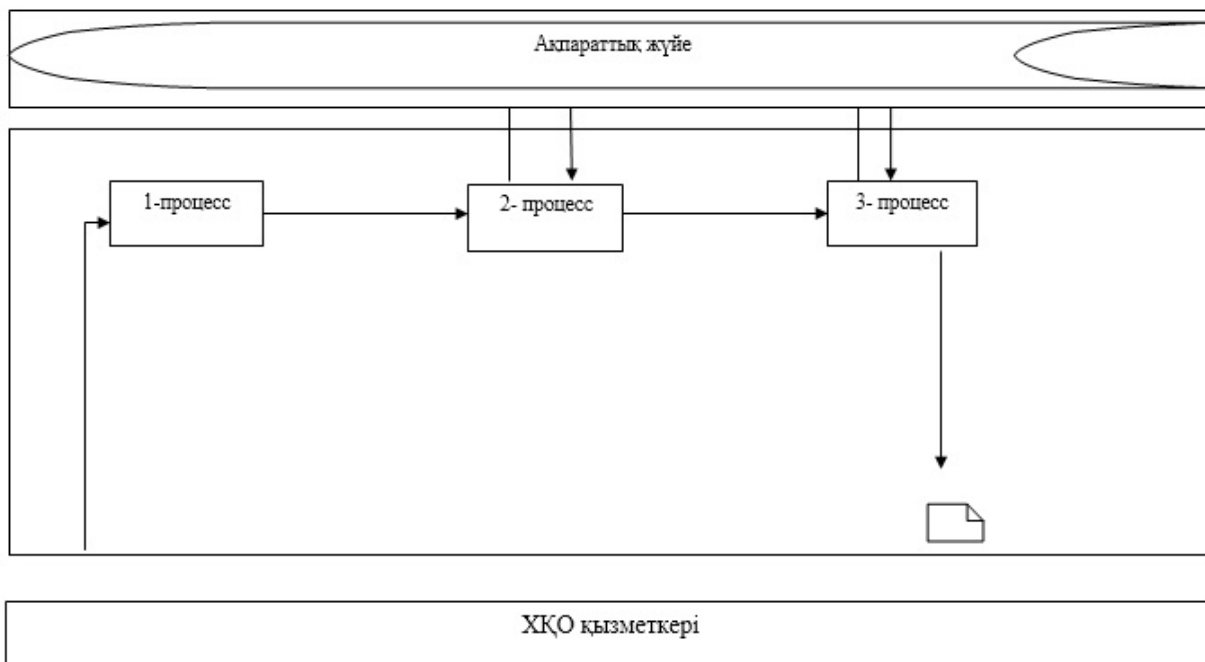 Ақпараттық жүйе
1-процесс
2- процесс
3- процесс
ХҚО қызметкері